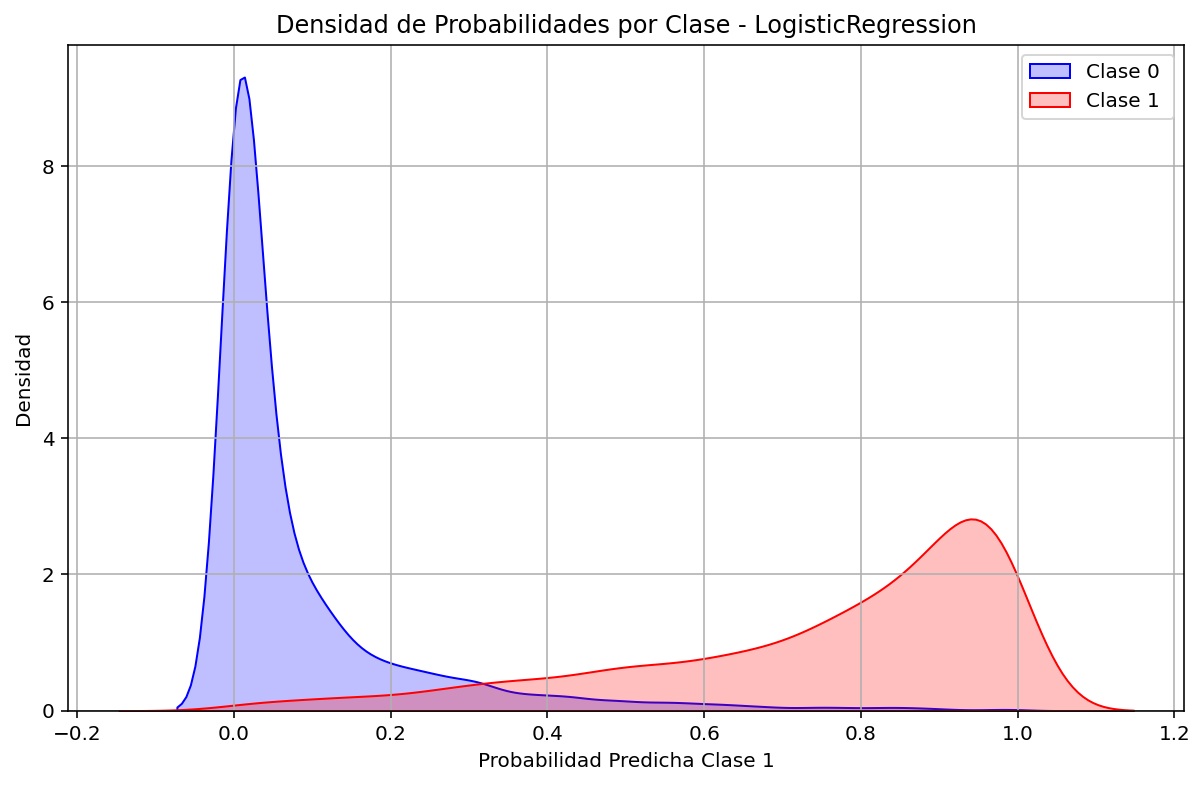 Densidad de Probabilidades por Clase - LogisticRegression
Clase 0
Clase 1
Densidad
8
6
4
2
0
−0.2 0.0 0.2 0.4 0.6 0.8 1.0 1.2
Probabilidad Predicha Clase 1